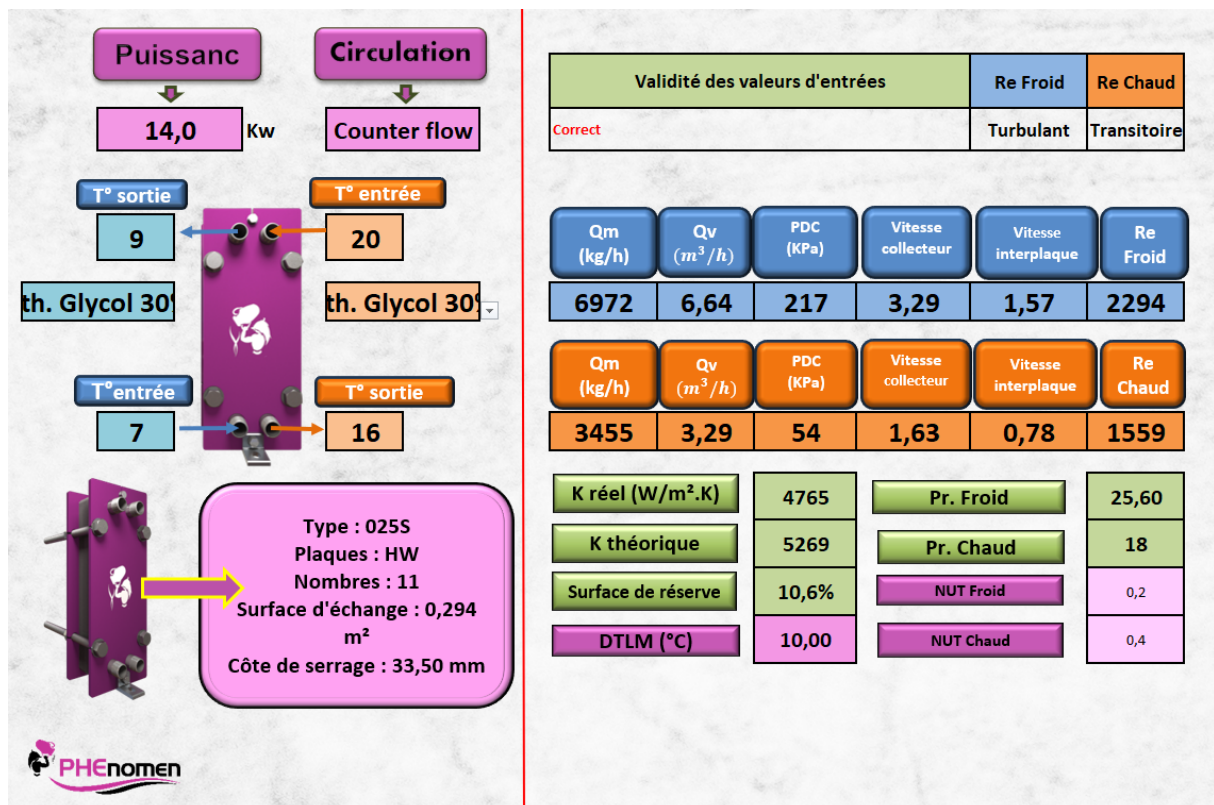 Puissanc
Circulation
14,0 Kw
Counter flow
T° sortie
T° entrée
9
20
th. Glycol 30%
th. Glycol 30%
T°entrée
T° sortie
7
16
Type : 025S
Plaques : HW
Nombres : 11
Surface d'échange : 0,294
m²
Côte de serrage : 33,50 mm
PHEnomen
Validité des valeurs d'entrées Re Froid Re Chaud
Correct Turbulant Transitoire
Qm (kg/h) Qv (m³/h) PDC (KPa) Vitesse collecteur Vitesse interplaque Re Froid
6972 6,64 217 3,29 1,57 2294
Qm (kg/h) Qv (m³/h) PDC (KPa) Vitesse collecteur Vitesse interplaque Re Chaud
3455 3,29 54 1,63 0,78 1559
K réel (W/m².K) 4765 Pr. Froid 25,60
K théorique 5269 Pr. Chaud 18
Surface de réserve 10,6% NUT Froid 0,2
DTLM (°C) 10,00 NUT Chaud 0,4